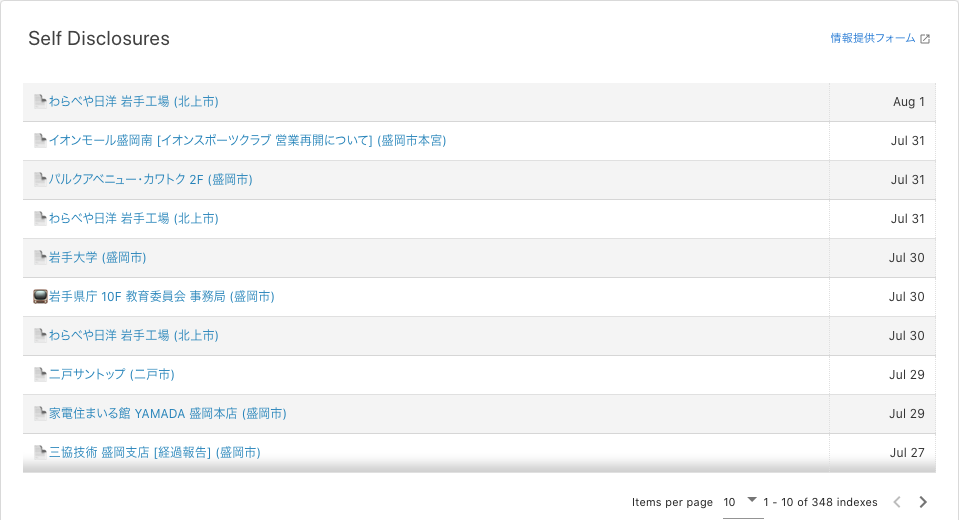 Self Disclosures
情報提供フォーム
わらべや日洋 岩手工場 (北上市) Aug 1
イオンモール盛岡南 [イオンスポーツクラブ 営業再開について] (盛岡市本宮) Jul 31
パルクアベニュー・カワトク 2F (盛岡市) Jul 31
わらべや日洋 岩手工場 (北上市) Jul 31
岩手大学 (盛岡市) Jul 30
岩手県庁 10F 教育委員会 事務局 (盛岡市) Jul 30
わらべや日洋 岩手工場 (北上市) Jul 30
二戸サントップ (二戸市) Jul 29
家電住まいる館 YAMADA 盛岡本店 (盛岡市) Jul 29
三協技術 盛岡支店 [経過報告] (盛岡市) Jul 27
Items per page 10 1 - 10 of 348 indexes